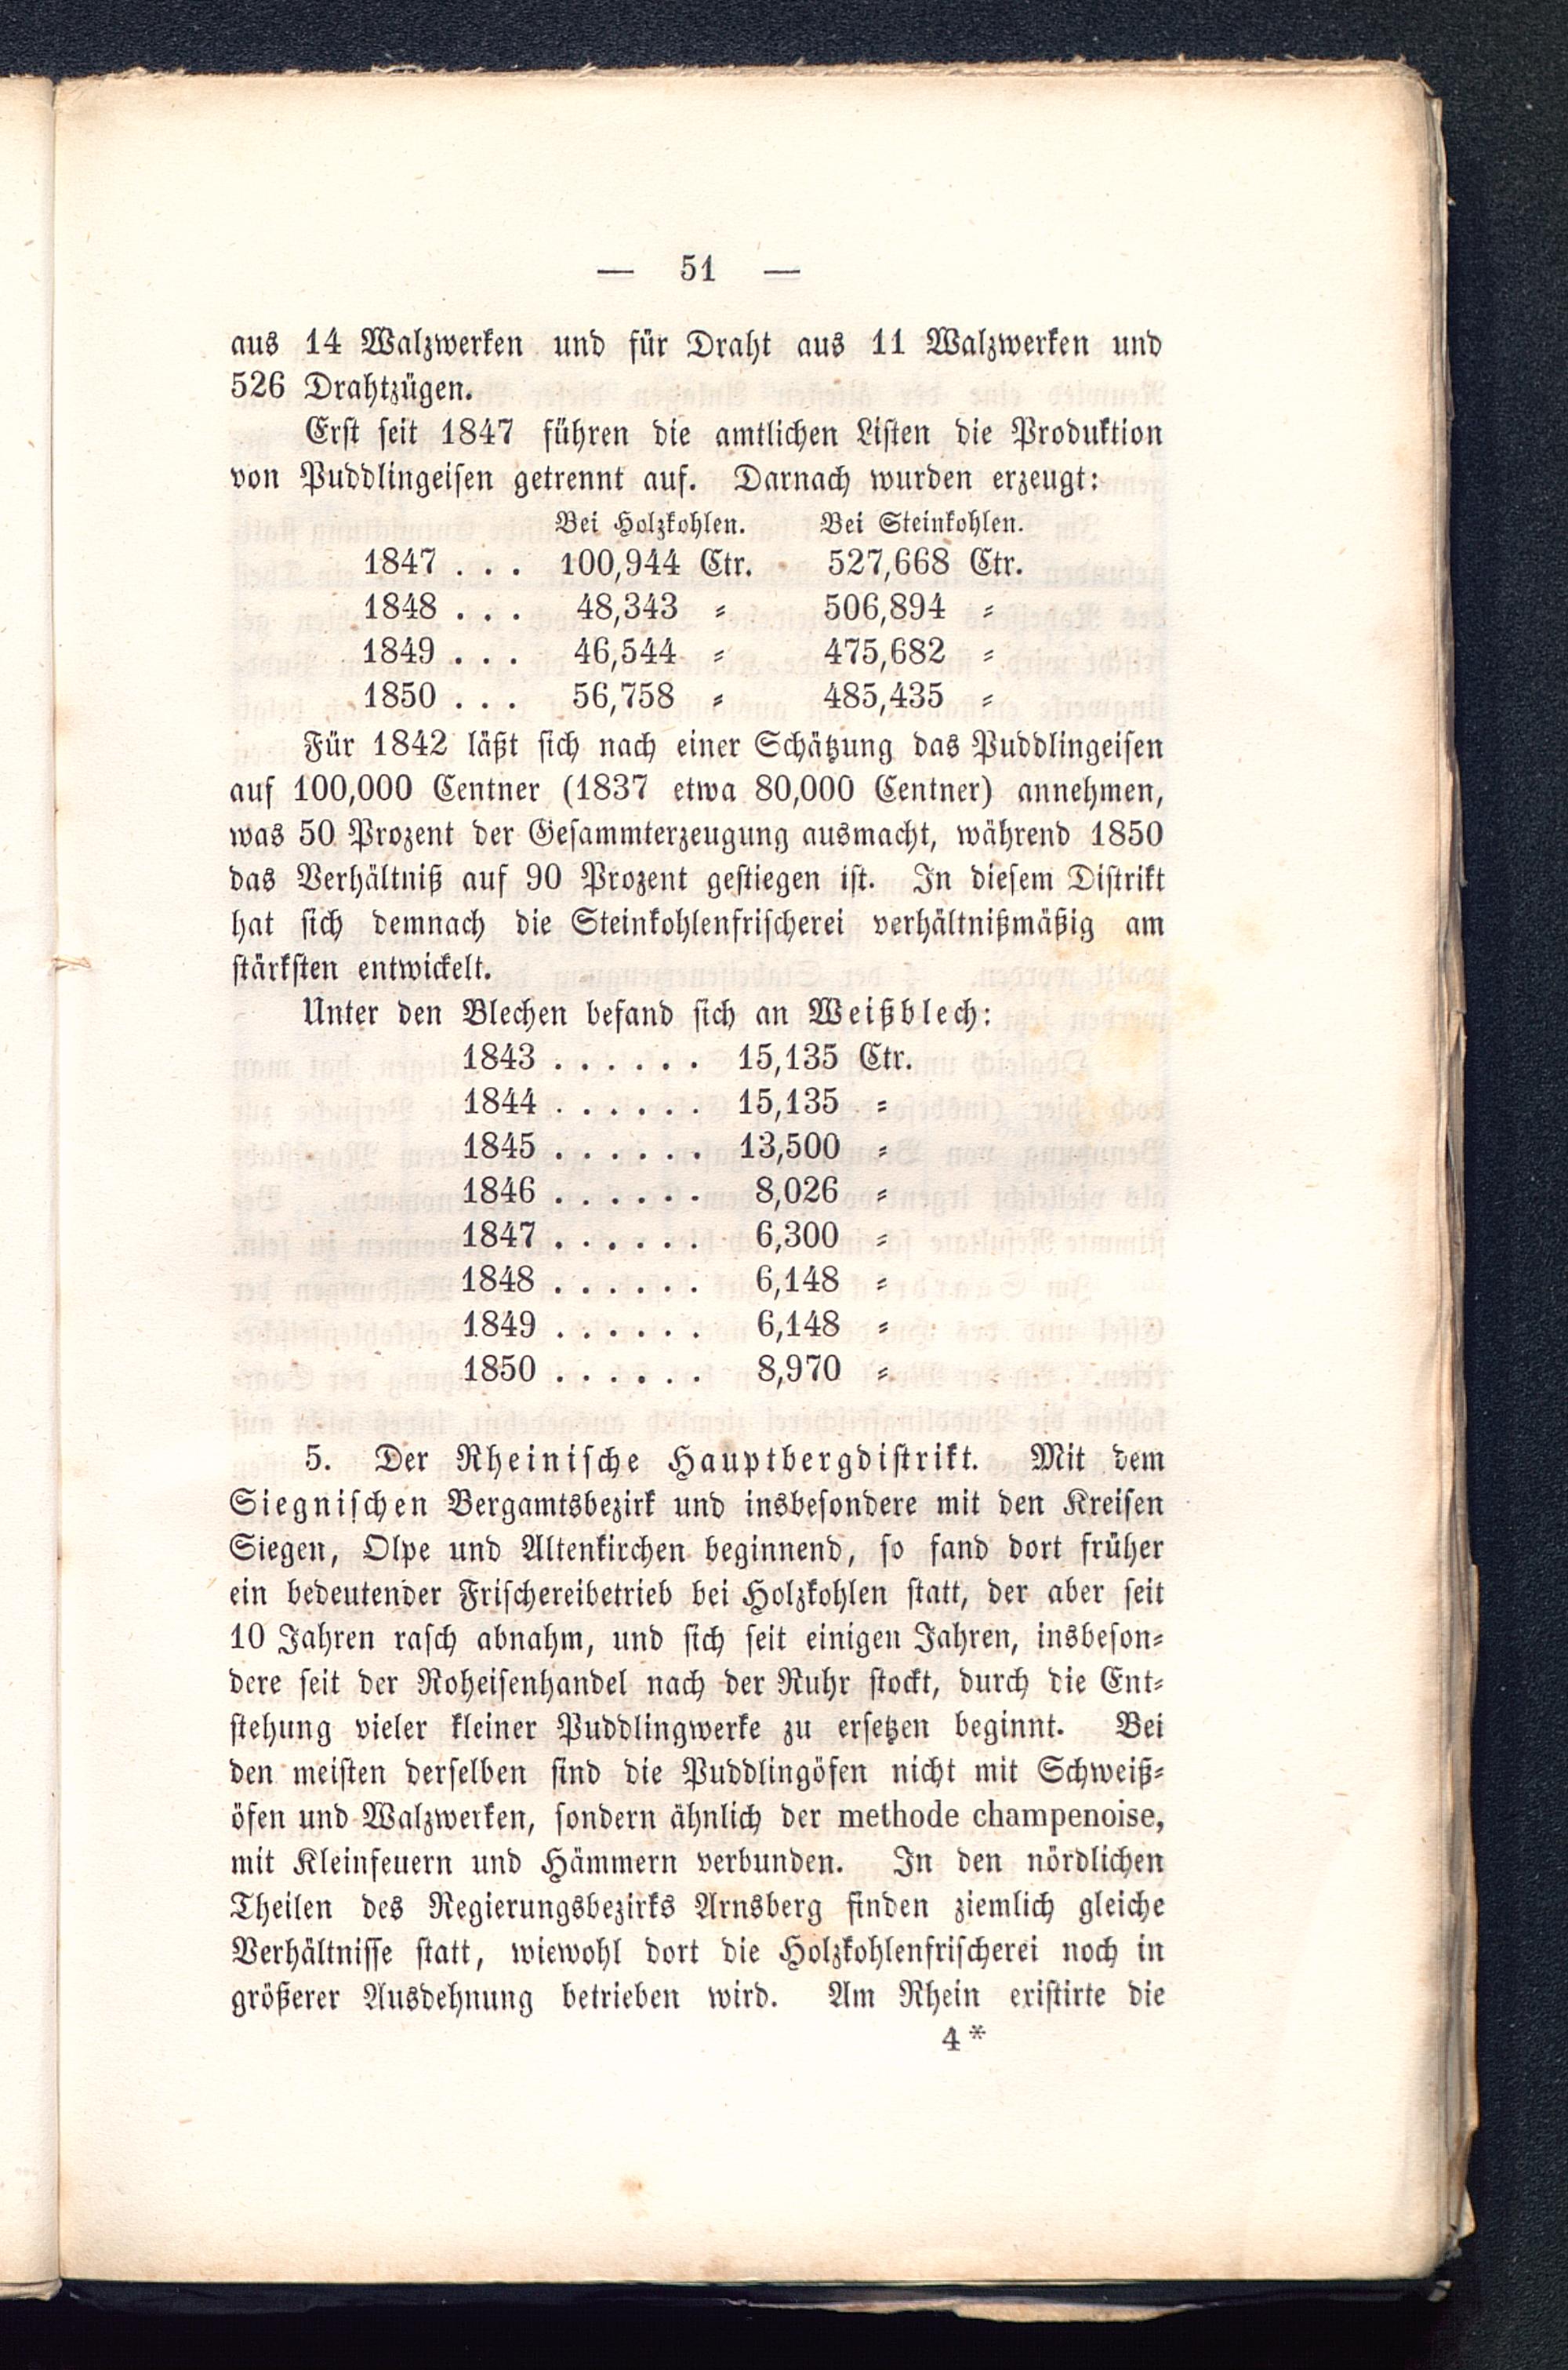 — 51 —
aus 14 Walzwerken und für Draht aus 11 Walzwerken und
526 Drahtzügen.
Erst seit 1847 führen die amtlichen Listen die Produktion
von Puddlingeisen getrennt auf. Darnach wurden erzeugt:
Bei Holzkohlen. Bei Steinkohlen.
1847 . . . 100,944 Ctr. 527,668 Ctr.
1848 . . . 48,343 " 506,894 "
1849 . . . 46,544 " 475,682 "
1850 . . . 56,758 " 485,435 "
Für 1842 läßt sich nach einer Schätzung das Puddlingeisen
auf 100,000 Centner (1837 etwa 80,000 Centner) annehmen,
was 50 Prozent der Gesammterzeugung ausmacht, während 1850
das Verhältniß auf 90 Prozent gestiegen ist. In diesem Distrikt
hat sich demnach die Steinkohlenfrischerei verhältnißmäßig am
stärksten entwickelt.
Unter den Blechen befand sich an Weißblech:
1843 . . . . . . 15,135 Ctr.
1844 . . . . . . 15,135 "
1845 . . . . . . 13,500 "
1846 . . . . . . 8,026 "
1847 . . . . . . 6,300 "
1848 . . . . . . 6,148 "
1849 . . . . . . 6,148 "
1850 . . . . . . 8,970 "
5. Der Rheinische Hauptbergdistrikt. Mit dem
Siegnischen Bergamtsbezirk und insbesondere mit den Kreisen
Siegen, Olpe und Altenkirchen beginnend, so fand dort früher
ein bedeutender Frischereibetrieb bei Holzkohlen statt, der aber seit
10 Jahren rasch abnahm, und sich seit einigen Jahren, insbeson-
dere seit der Roheisenhandel nach der Ruhr stockt, durch die Ent-
stehung vieler kleiner Puddlingwerke zu ersetzen beginnt. Bei
den meisten derselben sind die Puddlingöfen nicht mit Schweiß-
öfen und Walzwerken, sondern ähnlich der methode champenoise,
mit Kleinfeuern und Hämmern verbunden. In den nördlichen
Theilen des Regierungsbezirks Arnsberg finden ziemlich gleiche
Verhältnisse statt, wiewohl dort die Holzkohlenfrischerei noch in
größerer Ausdehnung betrieben wird. Am Rhein existirte die
4*